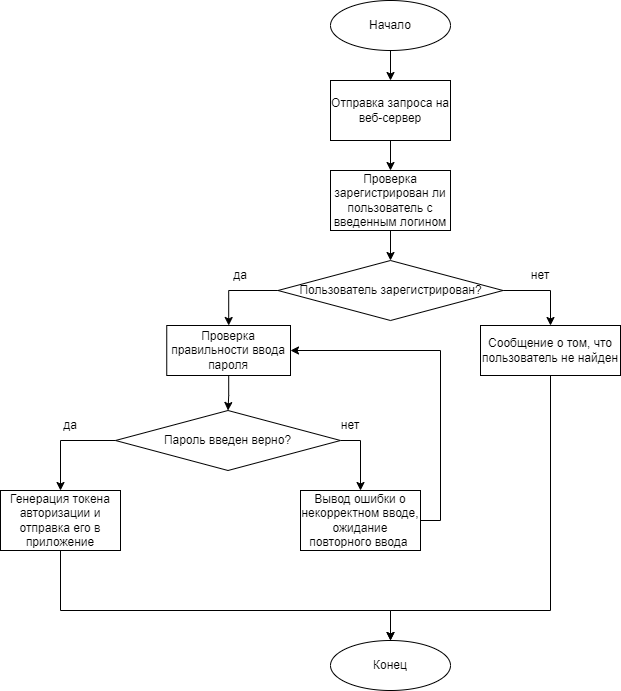 Начало
Отправка запроса на
веб-сервер
Проверка
зарегистрирован ли
пользователь с
введенным логином
да
Пользователь зарегистрирован?
нет
Проверка
правильности ввода
пароля
Сообщение о том, что
пользователь не найден
да
Пароль введен верно?
нет
Генерация токена
авторизации и
отправка его в
приложение
Вывод ошибки о
некорректном вводе,
ожидание
повторного ввода
Конец